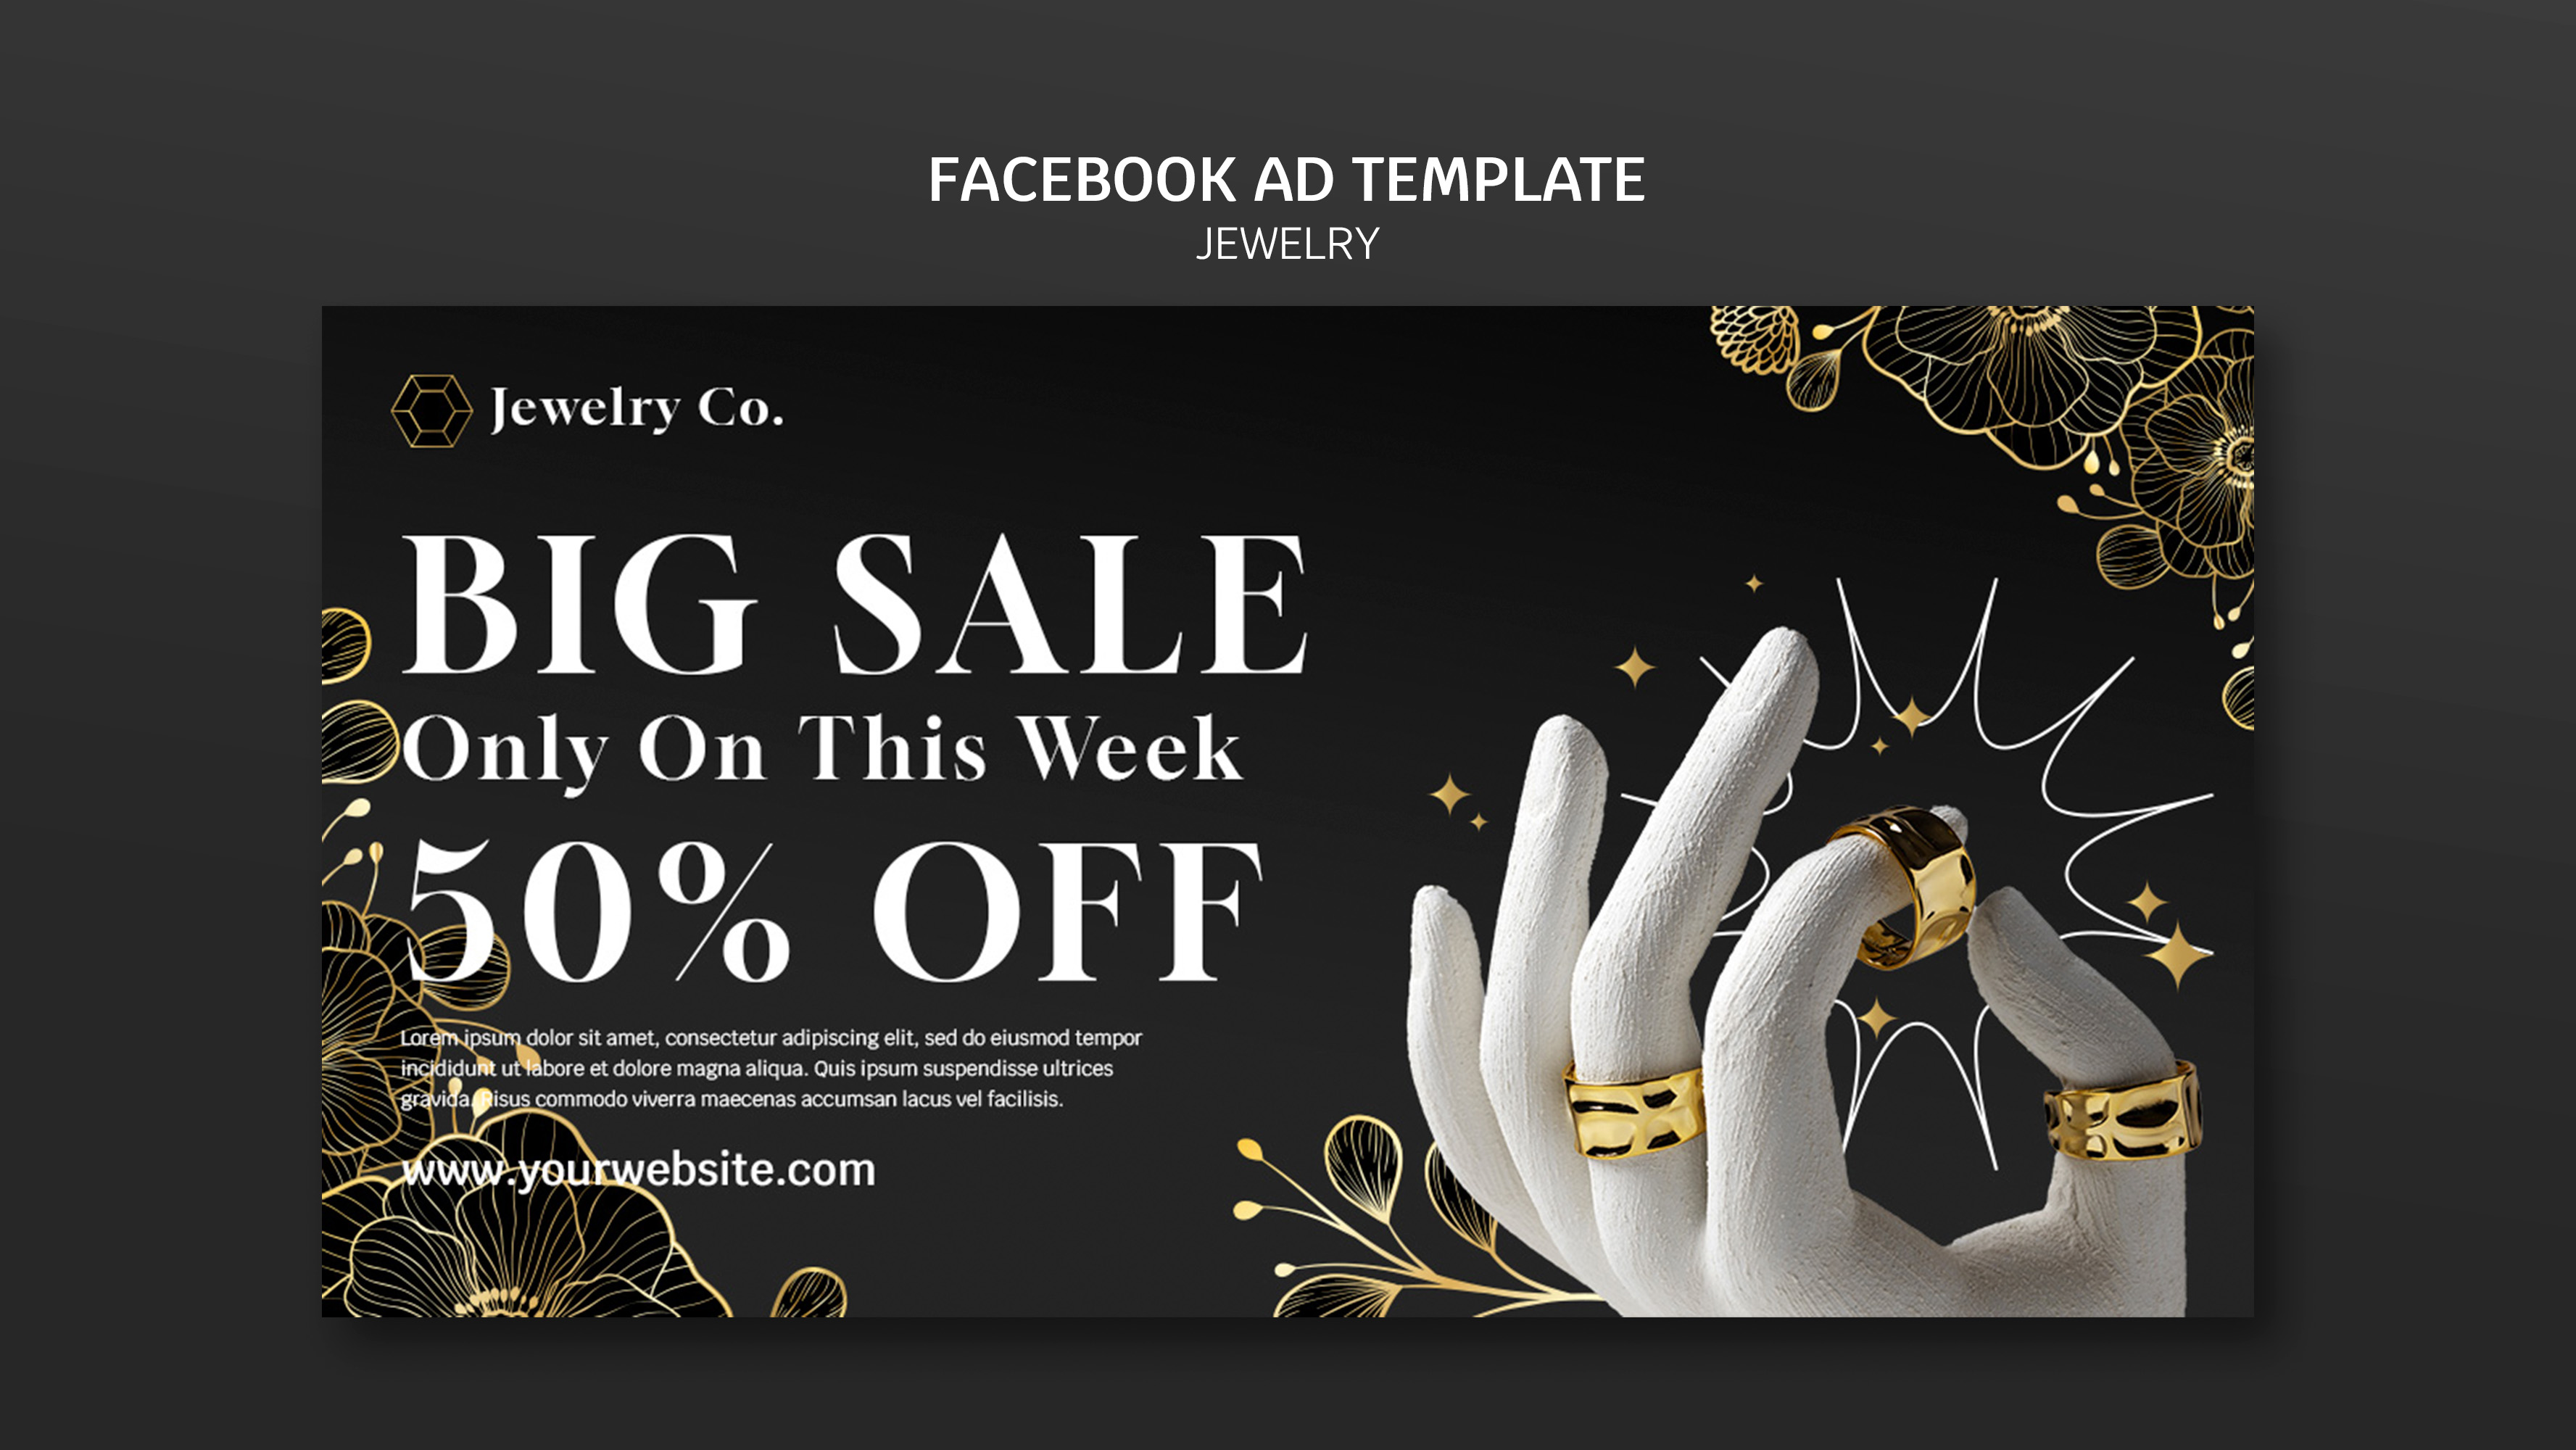 FACEBOOK AD TEMPLATE
JEWELRY
Jewelry Co.
BIG SALE
Only On This Week
50% OFF
Lorem ipsum dolor sit amet, consectetur adipiscing elit, sed do eiusmod tempor
incididunt ut labore et dolore magna aliqua. Quis ipsum suspendisse ultrices
gravida. Risus commodo viverra maecenas accumsan lacus vel facilisis.
www.yourwebsite.com